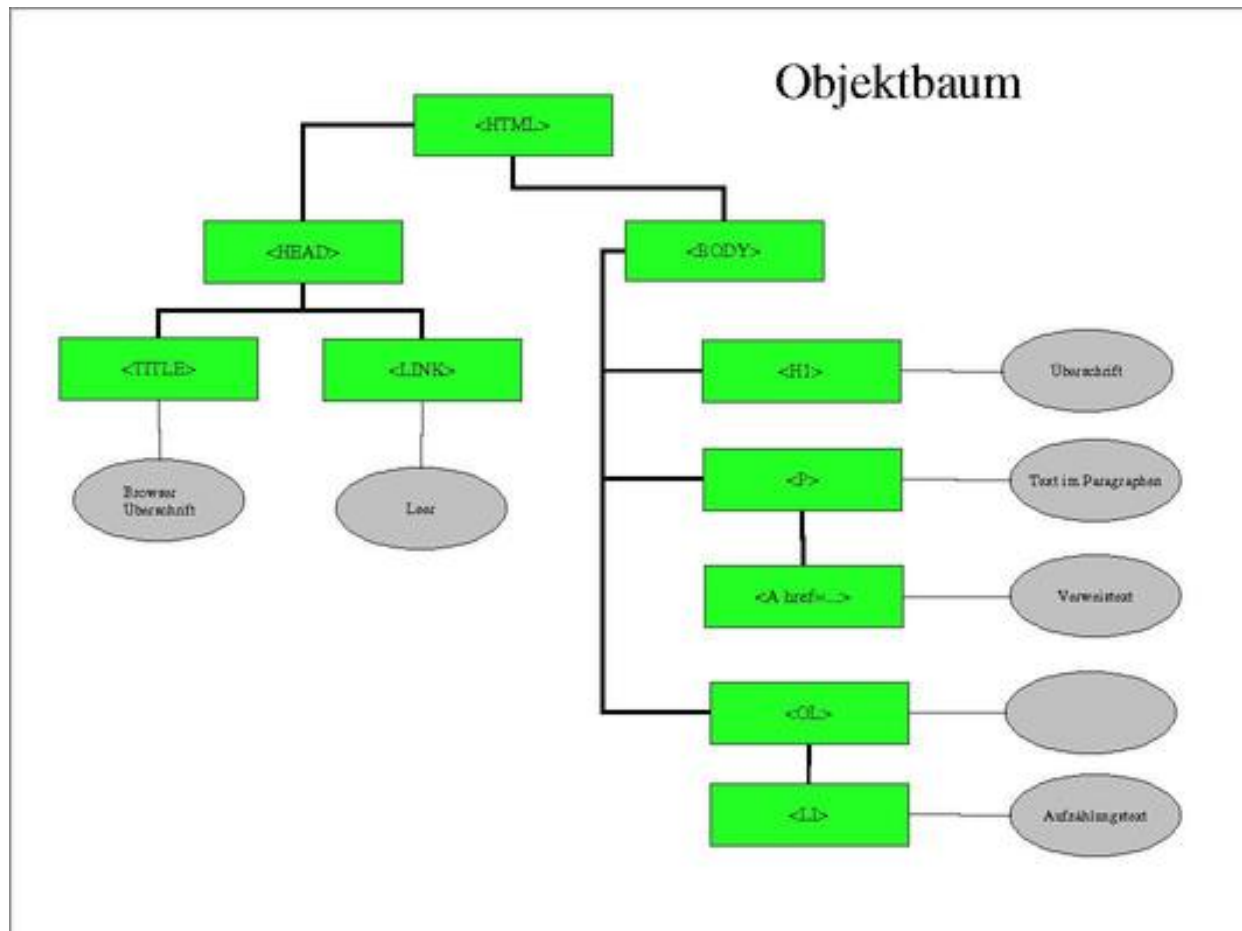 Objektbaum
<HTML>
<HEAD>
<BODY>
<TITLE>
<LINK>
<H1>
Überschrift
Browser
Überschrift
Leer
<P>
Text im Paragraphen
<A href=...>
Verweistext
<OL>
<LI>
Aufzählungstext